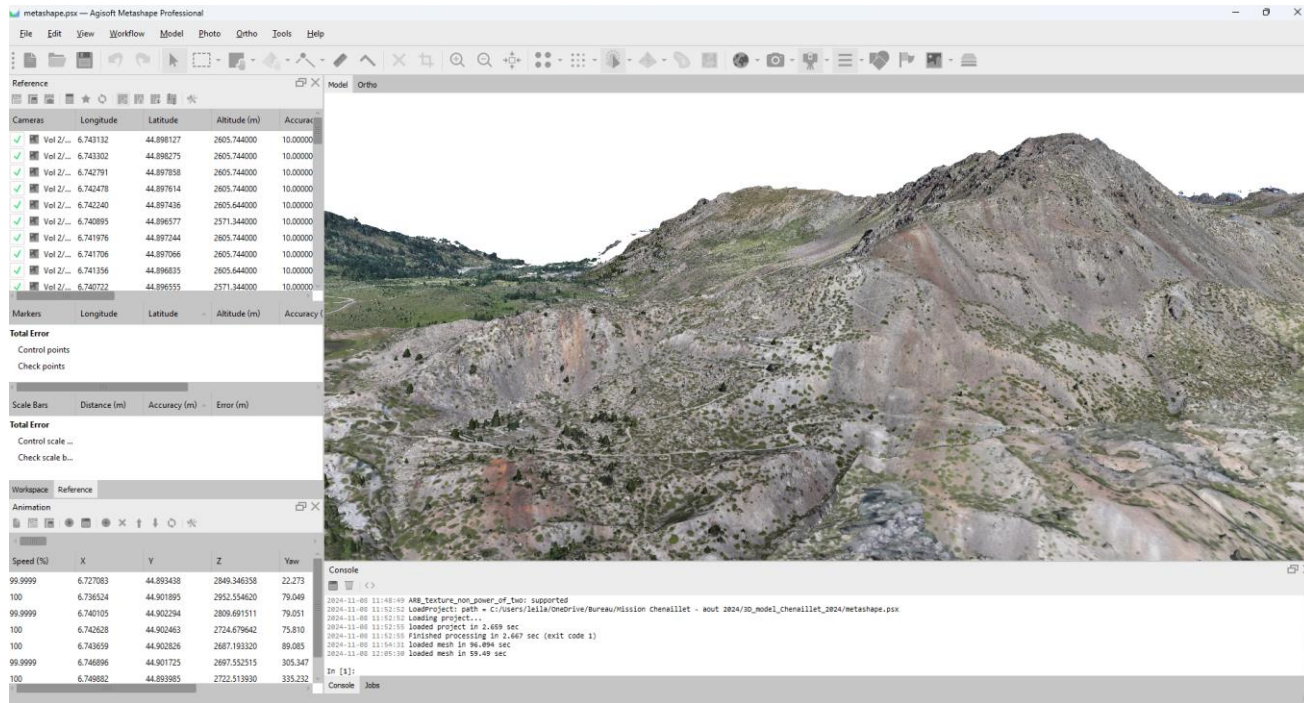 metashape.psx — Agisoft Metashape Professional
File Edit View Workflow Model Photo Ortho Tools Help
Reference
Cameras Longitude Latitude Altitude (m) Accurac
Vol 2/... 6.743132 44.898127 2605.744000 10.00000
Vol 2/... 6.743302 44.898275 2605.744000 10.00000
Vol 2/... 6.742791 44.897858 2605.744000 10.00000
Vol 2/... 6.742478 44.897614 2605.744000 10.00000
Vol 2/... 6.742240 44.897436 2605.644000 10.00000
Vol 2/... 6.740895 44.896577 2571.344000 10.00000
Vol 2/... 6.741976 44.897244 2605.744000 10.00000
Vol 2/... 6.741706 44.897066 2605.744000 10.00000
Vol 2/... 6.741356 44.896835 2605.644000 10.00000
Vol 2/... 6.740722 44.896555 2571.344000 10.00000
Markers Longitude Latitude Altitude (m) Accuracy (
Total Error
Control points
Check points
Scale Bars Distance (m) Accuracy (m) Error (m)
Total Error
Control scale ...
Check scale b...
Workspace Reference
Animation
Speed (%) X Y Z Yaw
99.9999 6.727083 44.893438 2849.346358 22.273
100 6.736524 44.901895 2952.554620 79.049
99.9999 6.740105 44.902294 2809.691511 79.051
100 6.742628 44.902463 2724.679642 75.810
100 6.743659 44.902826 2687.193320 89.085
99.9999 6.746896 44.901725 2697.552515 305.347
100 6.749882 44.893985 2722.513930 335.232
Model Ortho
Console
2024-11-08 11:48:49 ARB_texture_non_power_of_two: supported
2024-11-08 11:52:52 LoadProject: path = C:/Users/leila/OneDrive/Bureau/Mission Chenaillet - aout 2024/3D_model_Chenaillet_2024/metashape.psx
2024-11-08 11:52:52 Loading project...
2024-11-08 11:52:55 loaded project in 2.659 sec
2024-11-08 11:52:55 Finished processing in 2.667 sec (exit code 1)
2024-11-08 11:54:31 loaded mesh in 96.094 sec
2024-11-08 12:05:30 loaded mesh in 59.49 sec
In [1]:
Console Jobs